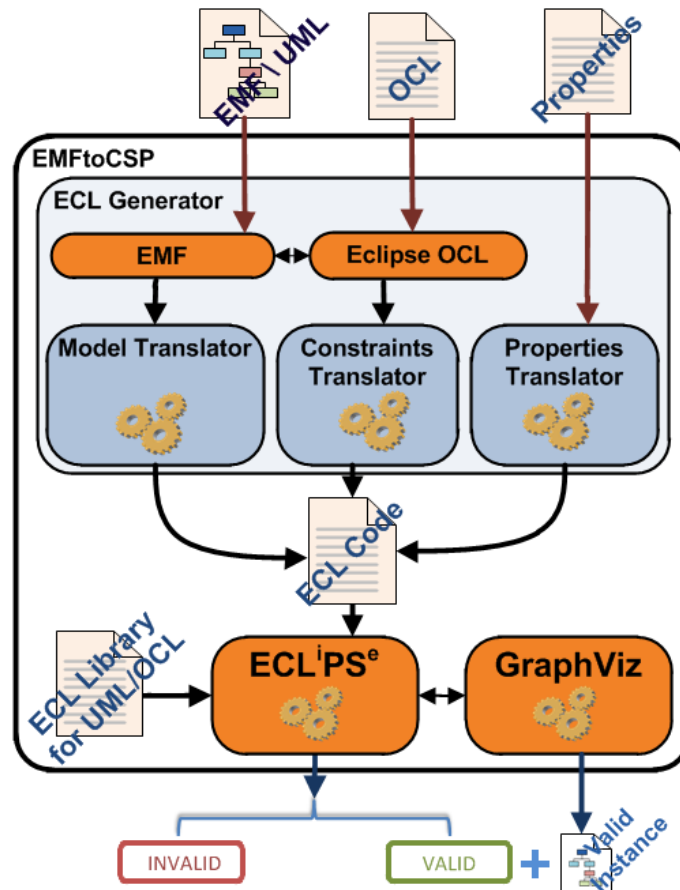 EMF \ UML
OCL
Properties
EMFtoCSP
ECL Generator
EMF
Eclipse OCL
Model Translator
Constraints
Translator
Properties
Translator
ECL Code
ECL Library
for UML/OCL
ECLⁱPSᵉ
GraphViz
INVALID
VALID
+
Valid
Instance